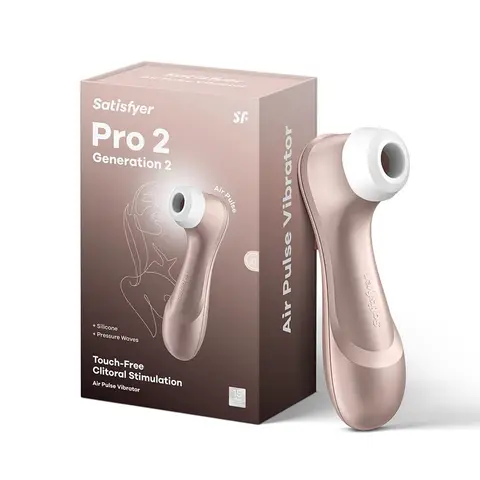 Satisfyer
SF
Pro 2
Generation 2
Air Pulse
+ Silicone
+ Pressure Waves
Touch-Free
Clitoral Stimulation
Air Pulse Vibrator
Air Pulse Vibrator
Satisfyer